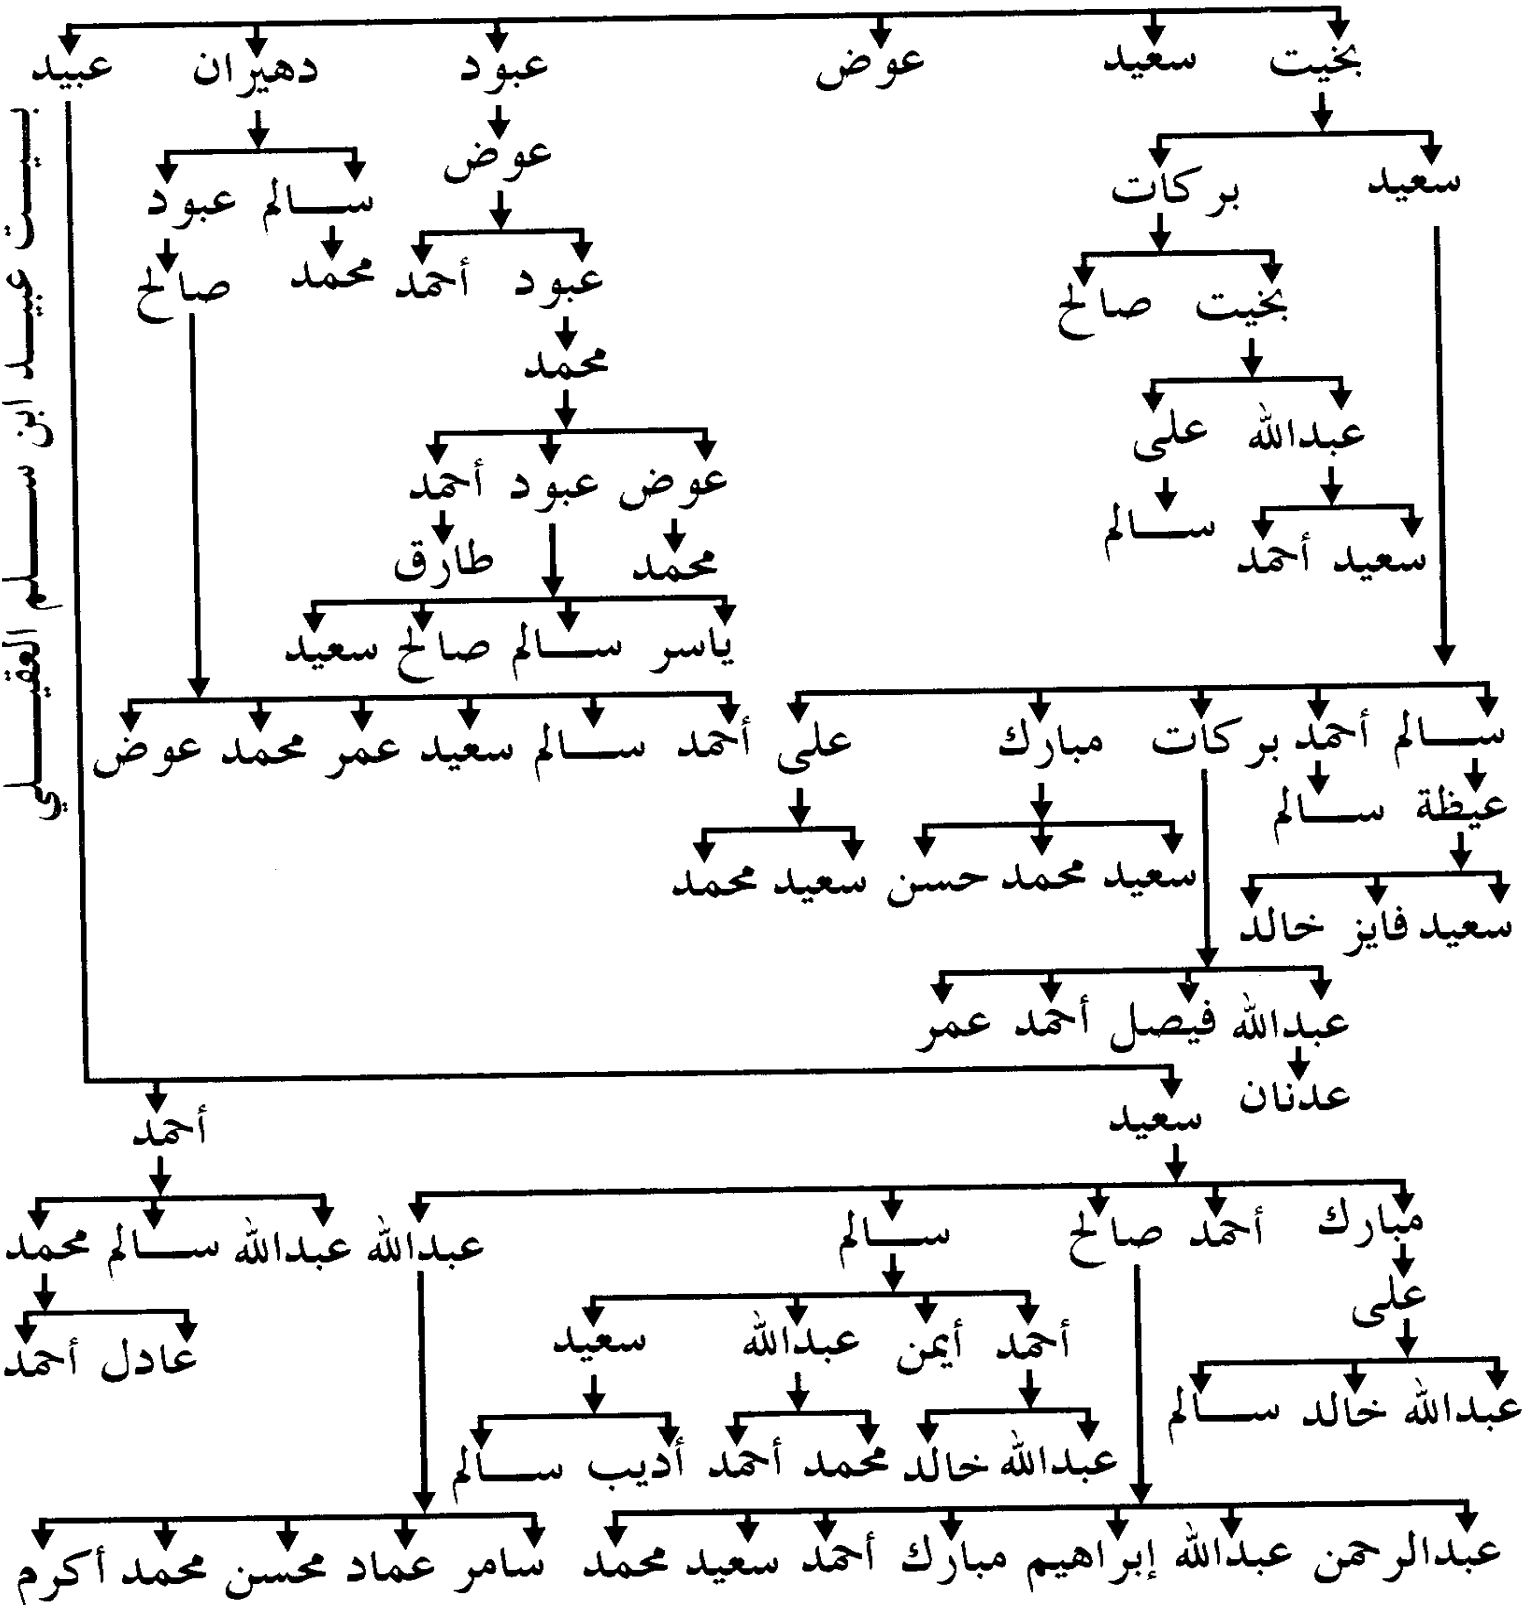 بخيت سعيد عوض عبود دهيران عبيد
بيت عبيد ابن سلم العقيلي
سعيد بركات عوض سالم عبود
بخيت صالح عبود أحمد محمد صالح
محمد
عبدالله على عوض عبود أحمد
سعيد أحمد سالم محمد طارق
ياسر سالم صالح سعيد
سالم أحمد بركات مبارك على أحمد سالم سعيد عمر محمد عوض
عيظة سالم
سعيد محمد حسن سعيد محمد
سعيد فايز خالد
عبدالله فيصل أحمد عمر
عدنان
سعيد أحمد
مبارك أحمد صالح سالم عبدالله عبدالله سالم محمد
على
أحمد أيمن عبدالله سعيد عادل أحمد
عبدالله خالد سالم
عبدالله خالد محمد أحمد أديب سالم
عبدالرحمن عبدالله إبراهيم مبارك أحمد سعيد محمد سامر عماد محسن محمد أكرم